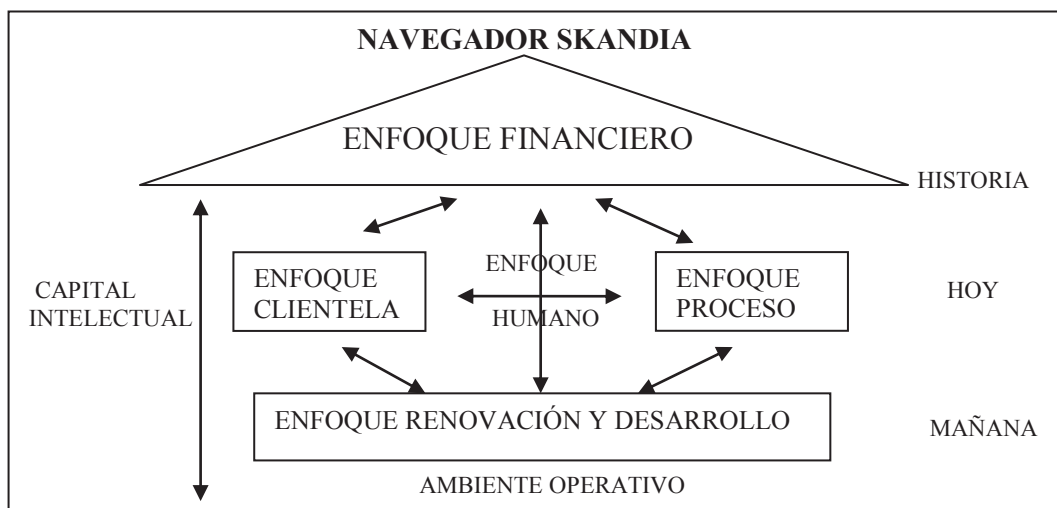 NAVEGADOR SKANDIA
ENFOQUE FINANCIERO
HISTORIA
CAPITAL
INTELECTUAL
ENFOQUE
CLIENTELA
ENFOQUE
HUMANO
ENFOQUE
PROCESO
HOY
ENFOQUE RENOVACIÓN Y DESARROLLO
MAÑANA
AMBIENTE OPERATIVO